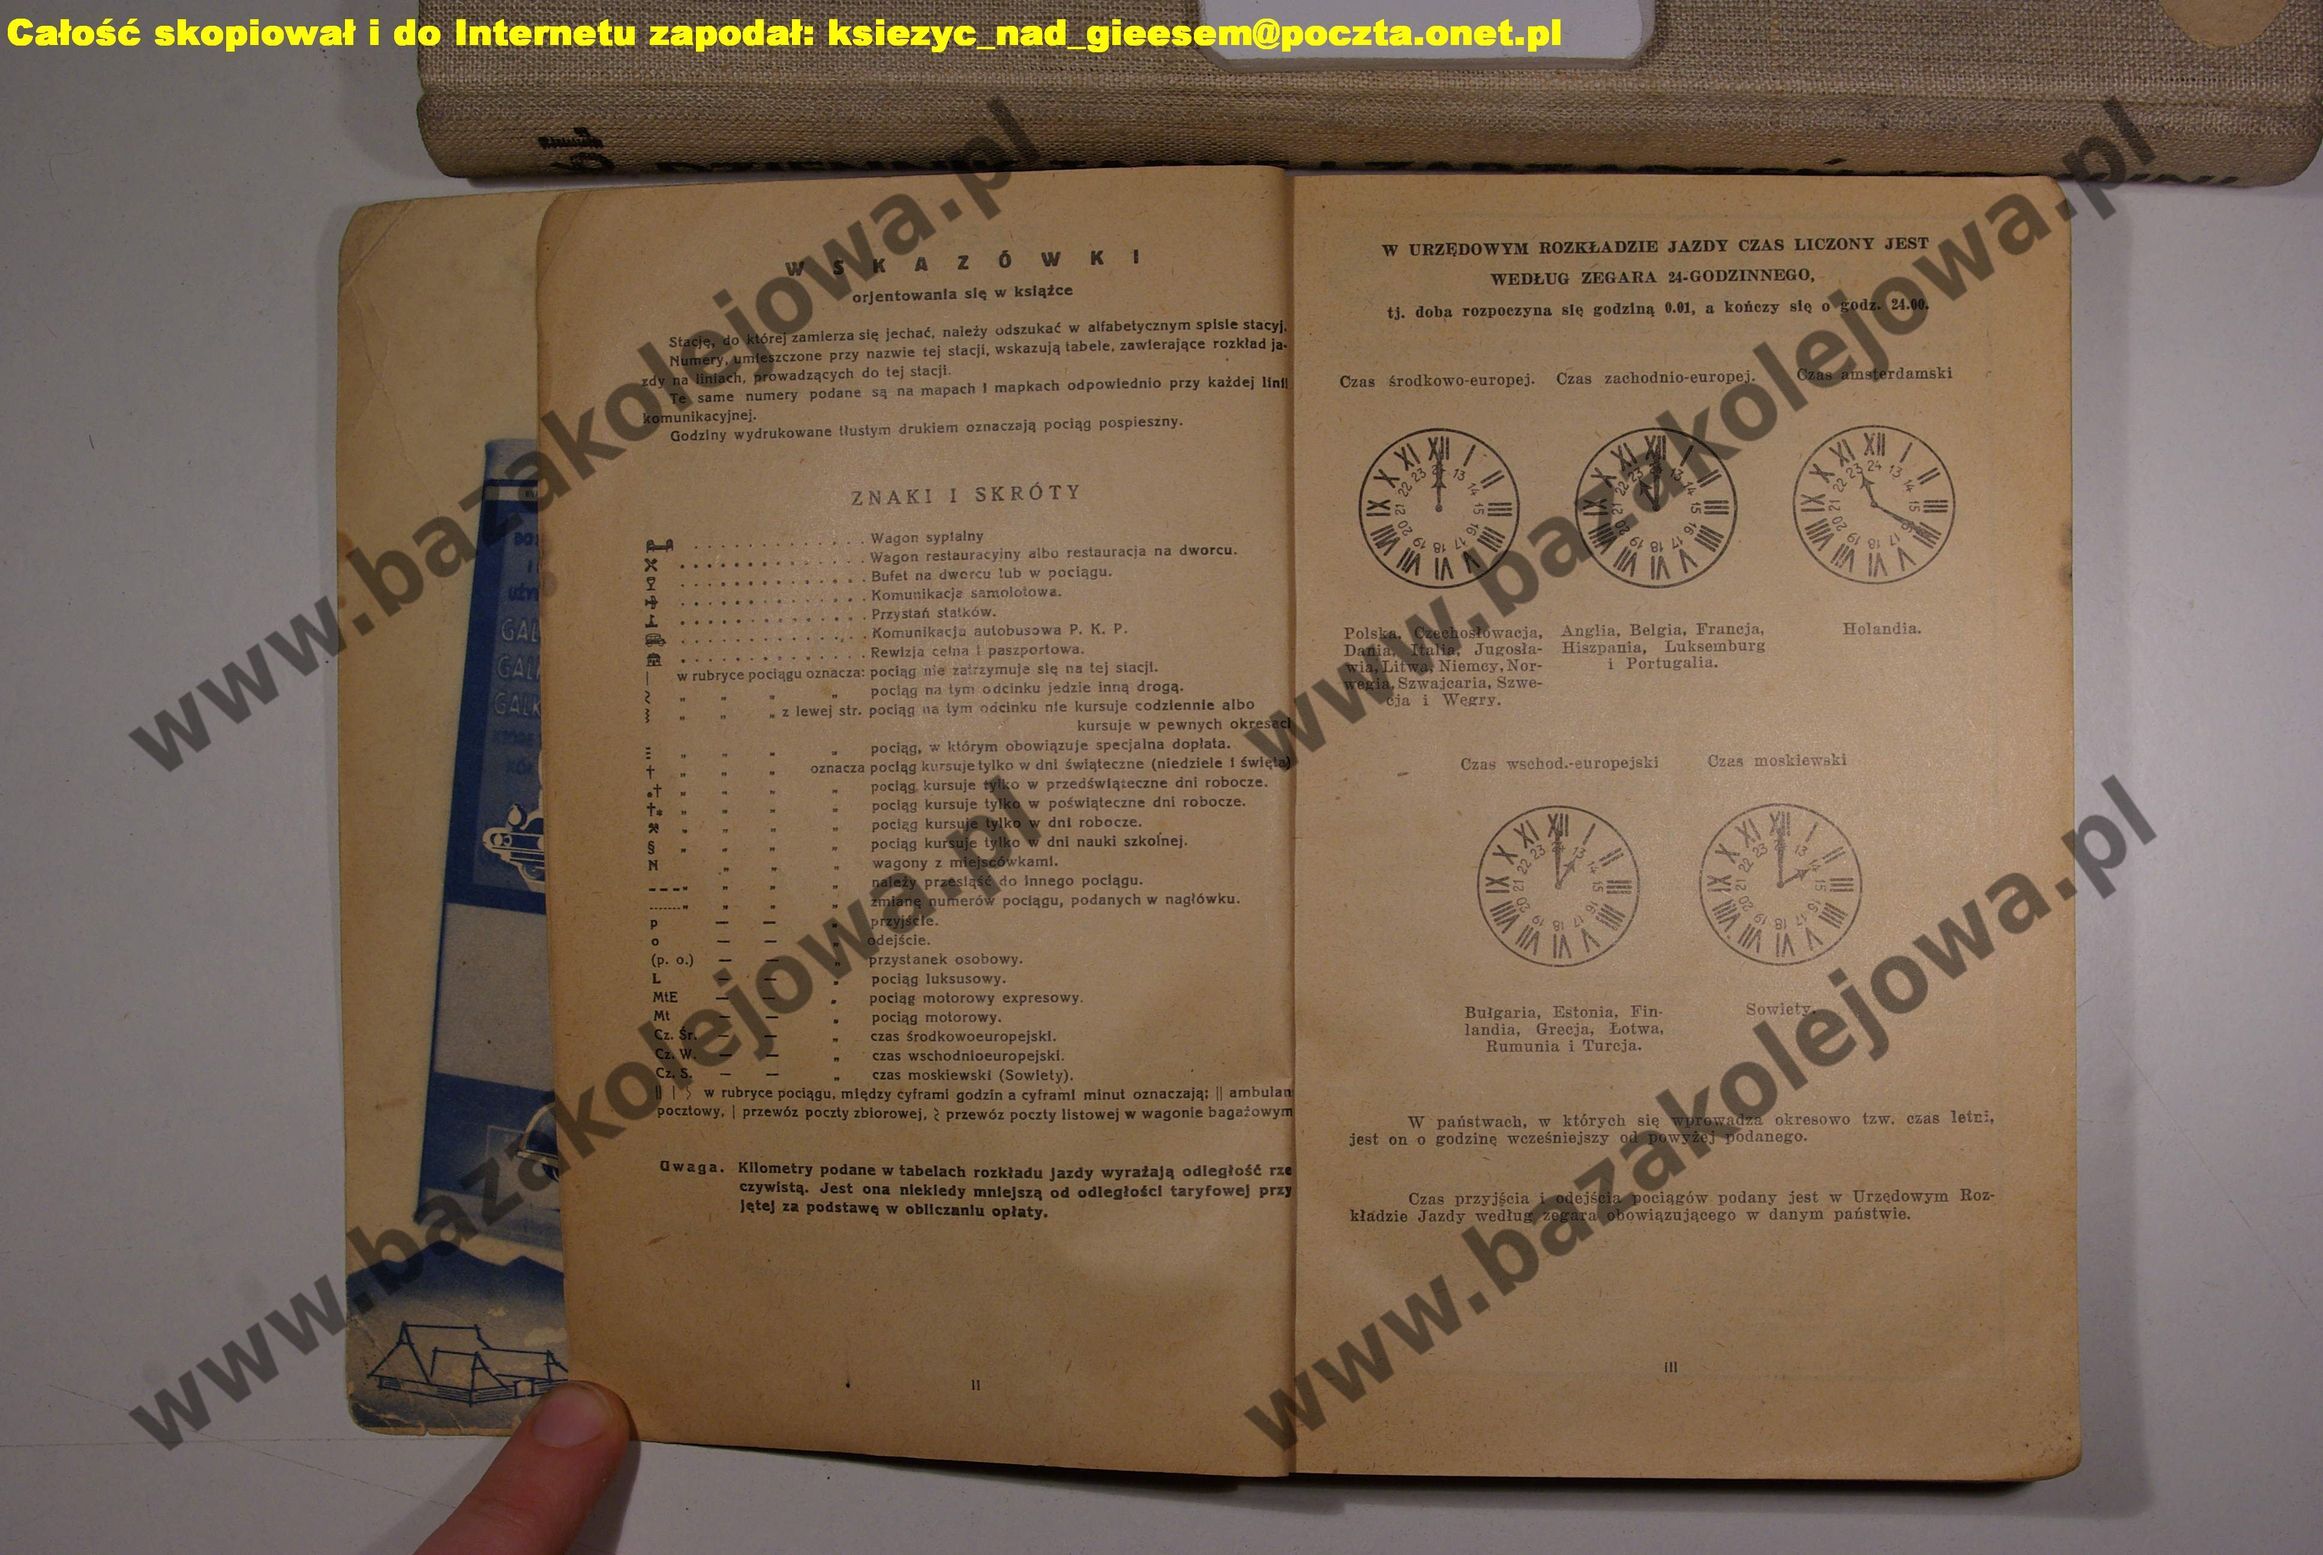 Całość skopiował i do Internetu zapodał: ksiezyc_nad_gieesem@poczta.onet.pl
WSKAZÓWKI
orjentowania się w książce
Stację, do której zamierza się jechać, należy odszukać w alfabetycznym spisie stacyj.
Numery, umieszczone przy nazwie tej stacji, wskazują tabele, zawierające rozkład ja-
zdy na liniach, prowadzących do tej stacji.
Te same numery podane są na mapach i mapkach odpowiednio przy każdej linii
komunikacyjnej.
Godziny wydrukowane tłustym drukiem oznaczają pociąg pospieszny.
ZNAKI I SKRÓTY
Wagon sypialny
Wagon restauracyjny albo restauracja na dworcu.
Bufet na dworcu lub w pociągu.
Komunikacja samolotowa.
Przystań statków.
Komunikacja autobusowa P. K. P.
Rewizja celna i paszportowa.
| w rubryce pociągu oznacza: pociąg nie zatrzymuje się na tej stacji.
„ „ „ „ pociąg na tym odcinku jedzie inną drogą.
„ „ „ z lewej str. pociąg na tym odcinku nie kursuje codziennie albo
kursuje w pewnych okresach
„ „ „ „ pociąg, w którym obowiązuje specjalna dopłata.
† „ „ „ oznacza pociąg kursuje tylko w dni świąteczne (niedziele i święta)
„ „ „ „ pociąg kursuje tylko w przedświąteczne dni robocze.
†* „ „ „ „ pociąg kursuje tylko w poświąteczne dni robocze.
⚒ „ „ „ „ pociąg kursuje tylko w dni robocze.
§ „ „ „ „ pociąg kursuje tylko w dni nauki szkolnej.
N „ „ „ wagony z miejscówkami.
---„ „ „ „ należy przesiąść do innego pociągu.
.......„ „ „ „ zmianę numerów pociągu, podanych w nagłówku.
p — — „ przyjście.
o — — „ odejście.
(p. o.) — — „ przystanek osobowy.
L — — „ pociąg luksusowy.
MtE — — „ pociąg motorowy expresowy.
Mt — — „ pociąg motorowy.
Cz. Śr. — — „ czas środkowoeuropejski.
Cz. W. — — „ czas wschodnioeuropejski.
Cz. S. — — „ czas moskiewski (Sowiety).
|| | ⌇ w rubryce pociągu, między cyframi godzin a cyframi minut oznaczają; || ambulan
pocztowy, | przewóz poczty zbiorowej, ⌇ przewóz poczty listowej w wagonie bagażowym
Uwaga. Kilometry podane w tabelach rozkładu jazdy wyrażają odległość rze
czywistą. Jest ona niekiedy mniejszą od odległości taryfowej przy
jętej za podstawę w obliczaniu opłaty.
II
W URZĘDOWYM ROZKŁADZIE JAZDY CZAS LICZONY JEST
WEDŁUG ZEGARA 24-GODZINNEGO,
tj. doba rozpoczyna się godziną 0.01, a kończy się o godz. 24.00.
Czas środkowo-europej. Czas zachodnio-europej. Czas amsterdamski
Polska, Czechosłowacja,
Dania, Italia, Jugosła-
wia, Litwa, Niemcy, Nor-
wegia, Szwajcaria, Szwe-
cja i Węgry.
Anglia, Belgia, Francja,
Hiszpania, Luksemburg
i Portugalia.
Holandia.
Czas wschod.-europejski Czas moskiewski
Bułgaria, Estonia, Fin-
landia, Grecja, Łotwa,
Rumunia i Turcja.
Sowiety.
W państwach, w których się wprowadza okresowo tzw. czas letni,
jest on o godzinę wcześniejszy od powyżej podanego.
Czas przyjścia i odejścia pociągów podany jest w Urzędowym Roz-
kładzie Jazdy według zegara obowiązującego w danym państwie.
III
www.bazakolejowa.pl
www.bazakolejowa.pl
www.bazakolejowa.pl
www.bazakolejowa.pl